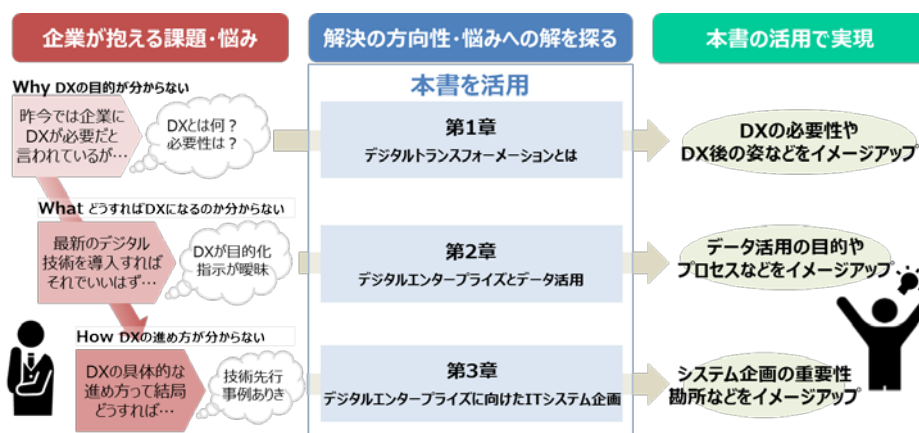 企業が抱える課題・悩み
解決の方向性・悩みへの解を探る
本書の活用で実現
Why DXの目的が分からない
昨今では企業に
DXが必要だと
言われているが…
DXとは何？
必要性は？
本書を活用
第1章
デジタルトランスフォーメーションとは
DXの必要性や
DX後の姿などをイメージアップ
What どうすればDXになるのか分からない
最新のデジタル
技術を導入すれば
それでいいはず…
DXが目的化
指示が曖昧
第2章
デジタルエンタープライズとデータ活用
データ活用の目的や
プロセスなどをイメージアップ
How DXの進め方が分からない
DXの具体的な
進め方って結局
どうすれば…
技術先行
事例ありき
第3章
デジタルエンタープライズに向けたITシステム企画
システム企画の重要性
勘所などをイメージアップ